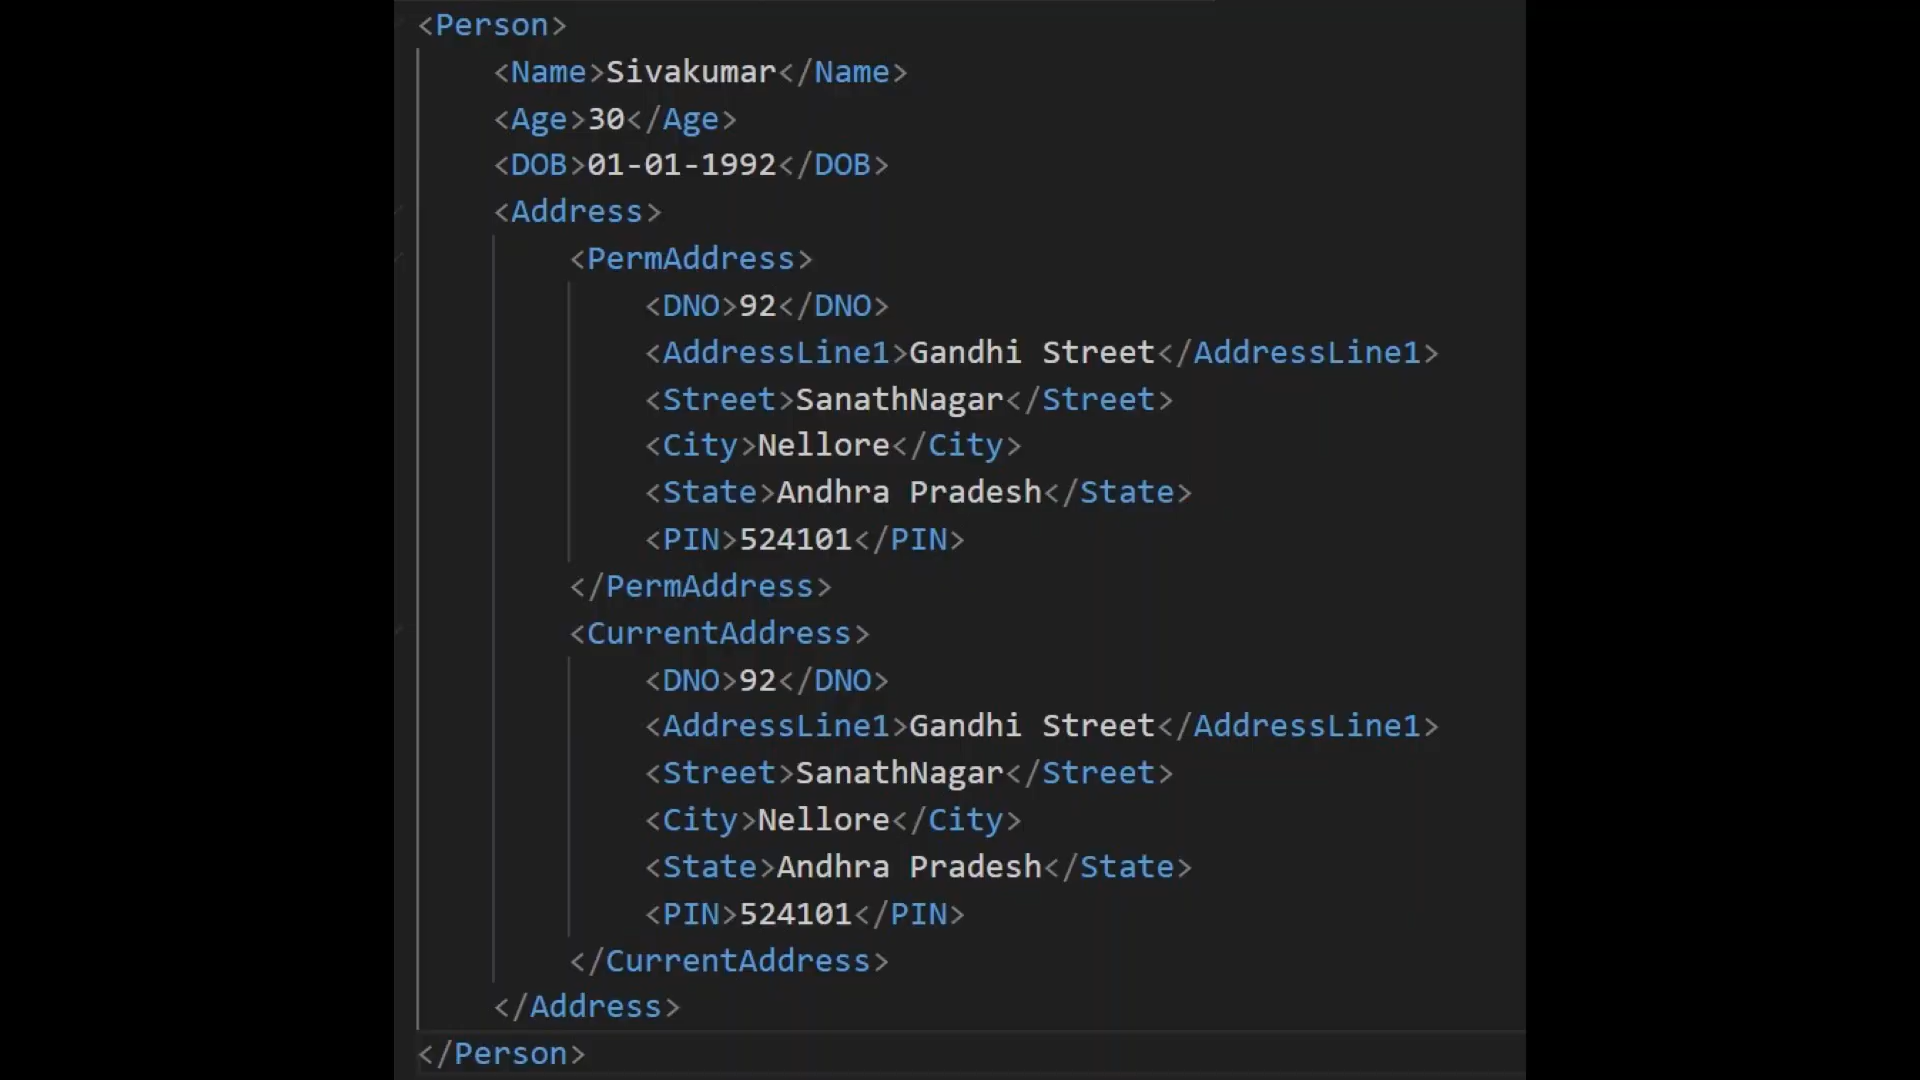 <Person>
<Name>Sivakumar</Name>
<Age>30</Age>
<DOB>01-01-1992</DOB>
<Address>
<PermAddress>
<DNO>92</DNO>
<AddressLine1>Gandhi Street</AddressLine1>
<Street>SanathNagar</Street>
<City>Nellore</City>
<State>Andhra Pradesh</State>
<PIN>524101</PIN>
</PermAddress>
<CurrentAddress>
<DNO>92</DNO>
<AddressLine1>Gandhi Street</AddressLine1>
<Street>SanathNagar</Street>
<City>Nellore</City>
<State>Andhra Pradesh</State>
<PIN>524101</PIN>
</CurrentAddress>
</Address>
</Person>